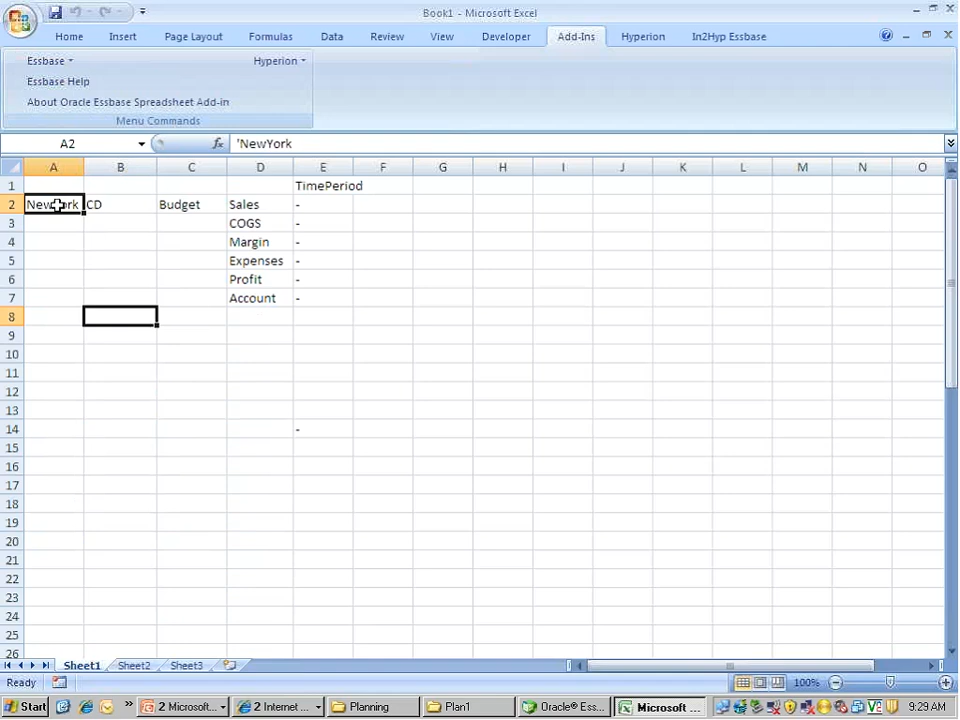 Book1 - Microsoft Excel
Home Insert Page Layout Formulas Data Review View Developer Add-Ins Hyperion In2Hyp Essbase
Essbase Hyperion
Essbase Help
About Oracle Essbase Spreadsheet Add-in
Menu Commands
A2 fx 'NewYork
A B C D E F G H I J K L M N O
1 TimePeriod
2 NewYork CD Budget Sales -
3 COGS -
4 Margin -
5 Expenses -
6 Profit -
7 Account -
8
9
10
11
12
13
14 -
15
16
17
18
19
20
21
22
23
24
25
26
Sheet1 Sheet2 Sheet3
Ready 100%
Start 2 Microsoft... 2 Internet ... Planning Plan1 Oracle® Ess... Microsoft ... 9:29 AM